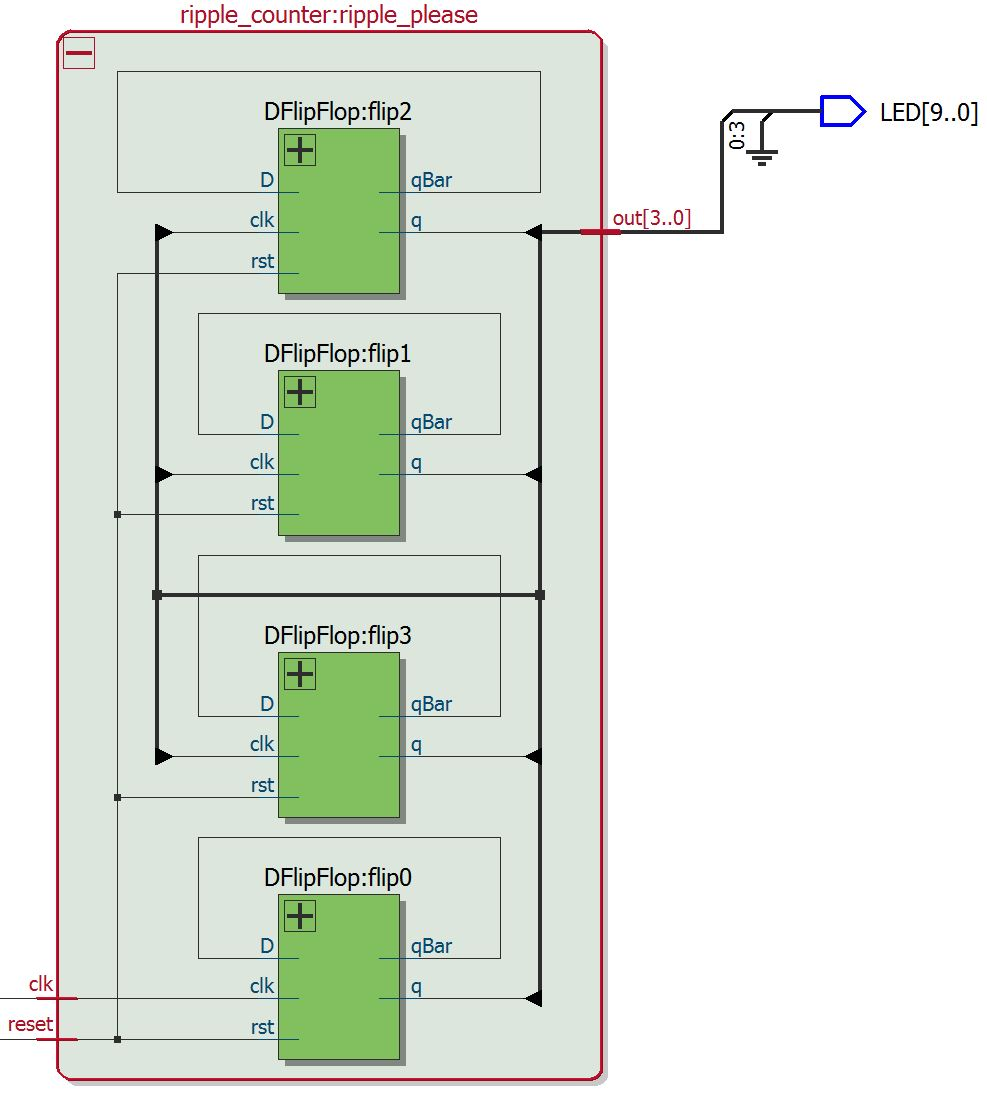 ripple_counter:ripple_please
DFlipFlop:flip2
D
qBar
clk
q
rst
LED[9..0]
0:3
out[3..0]
DFlipFlop:flip1
D
qBar
clk
q
rst
DFlipFlop:flip3
D
qBar
clk
q
rst
DFlipFlop:flip0
D
qBar
clk
clk
q
reset
rst